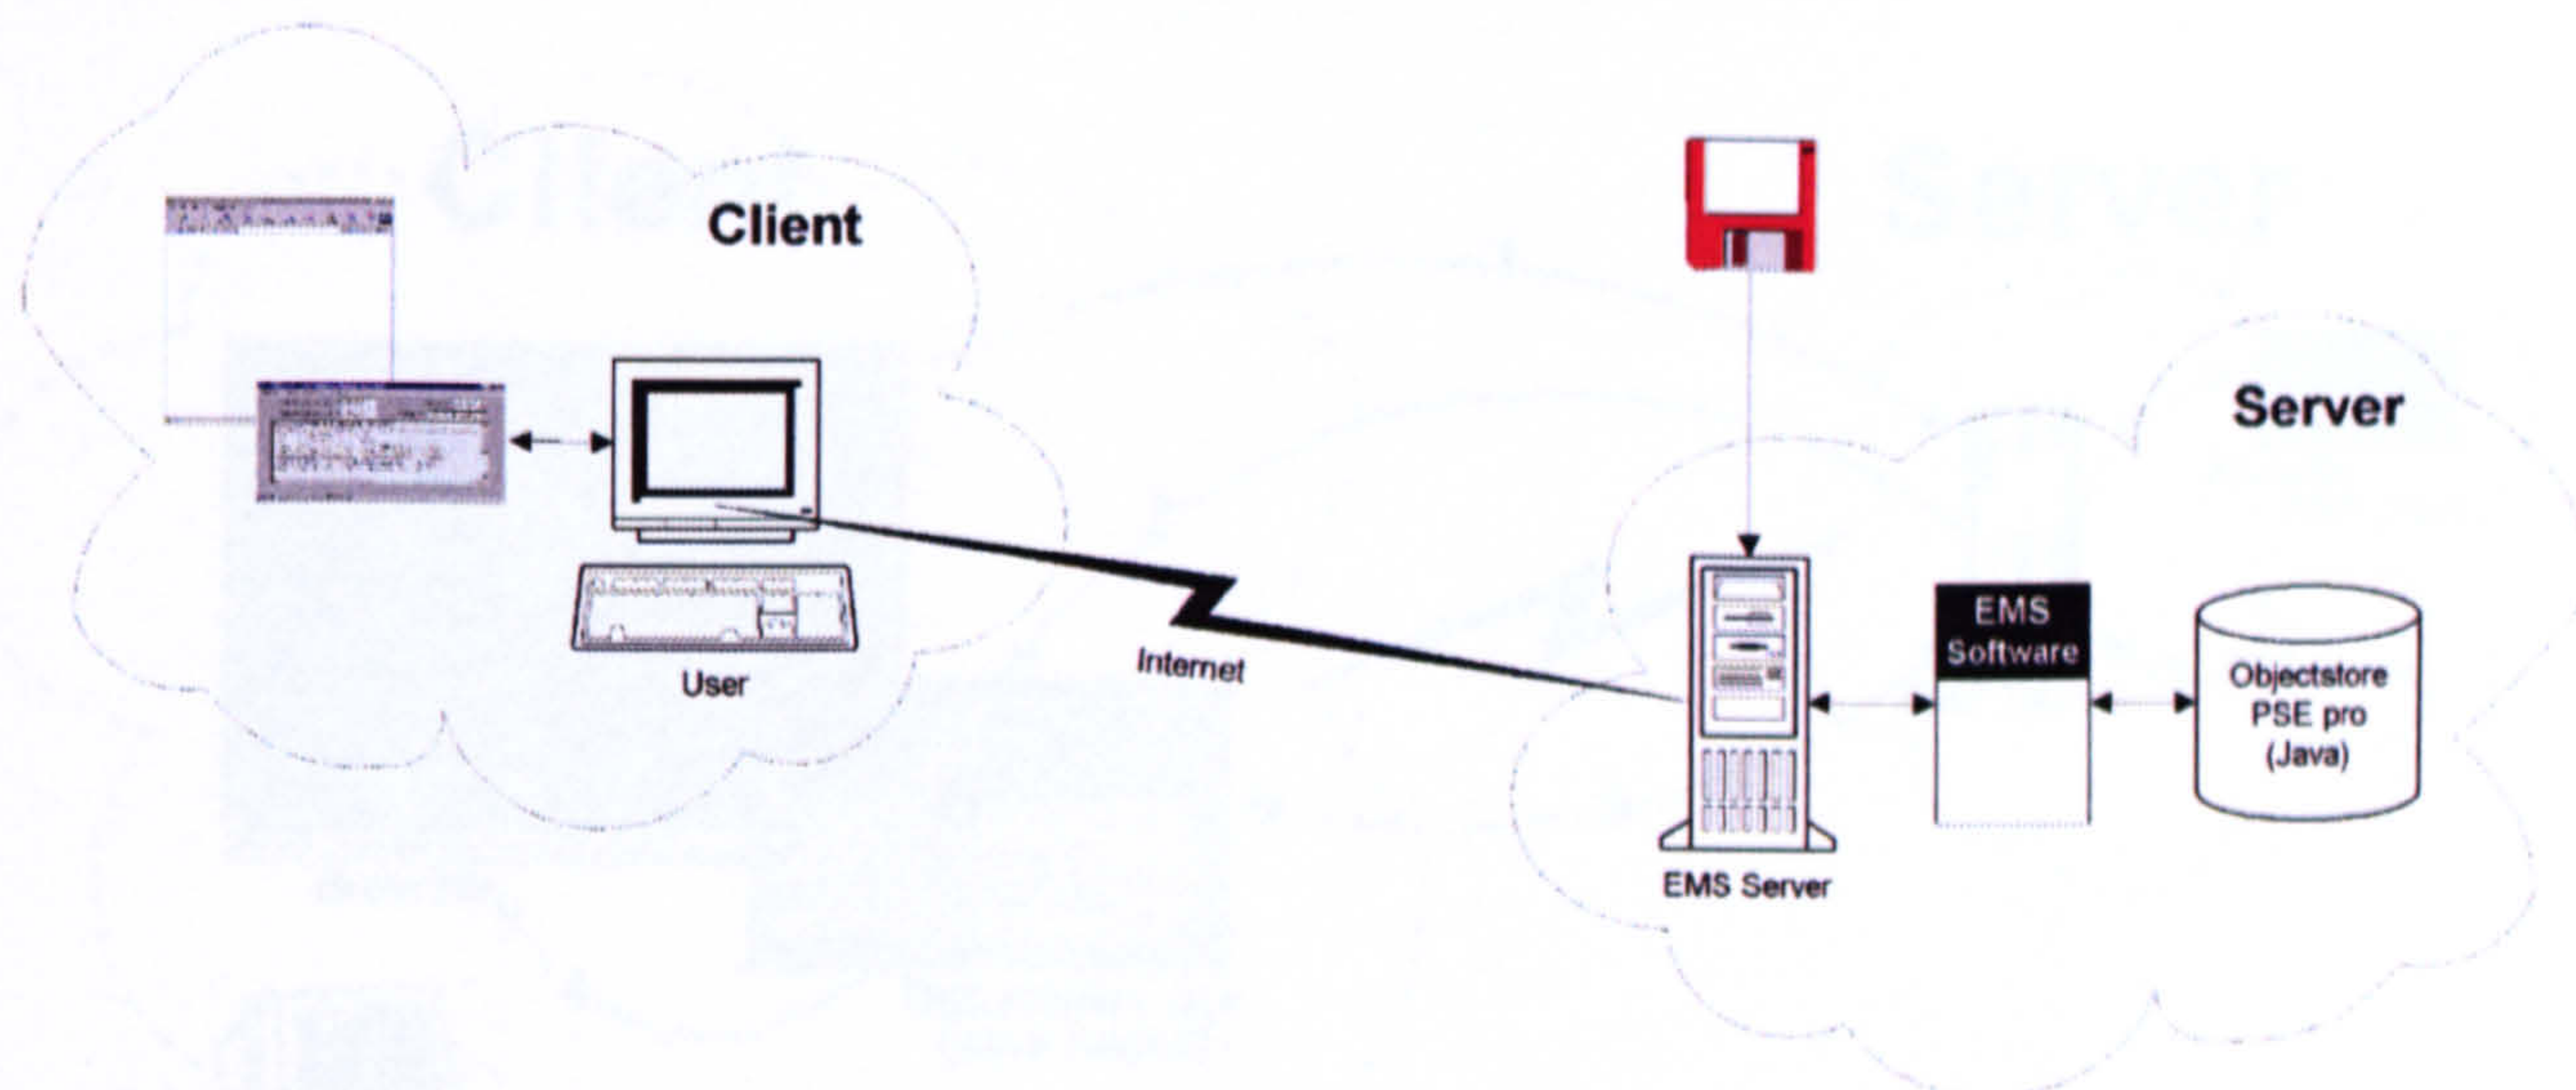 Client
User
Internet
Server
EMS
Software
Objectstore
PSE pro
(Java)
EMS Server